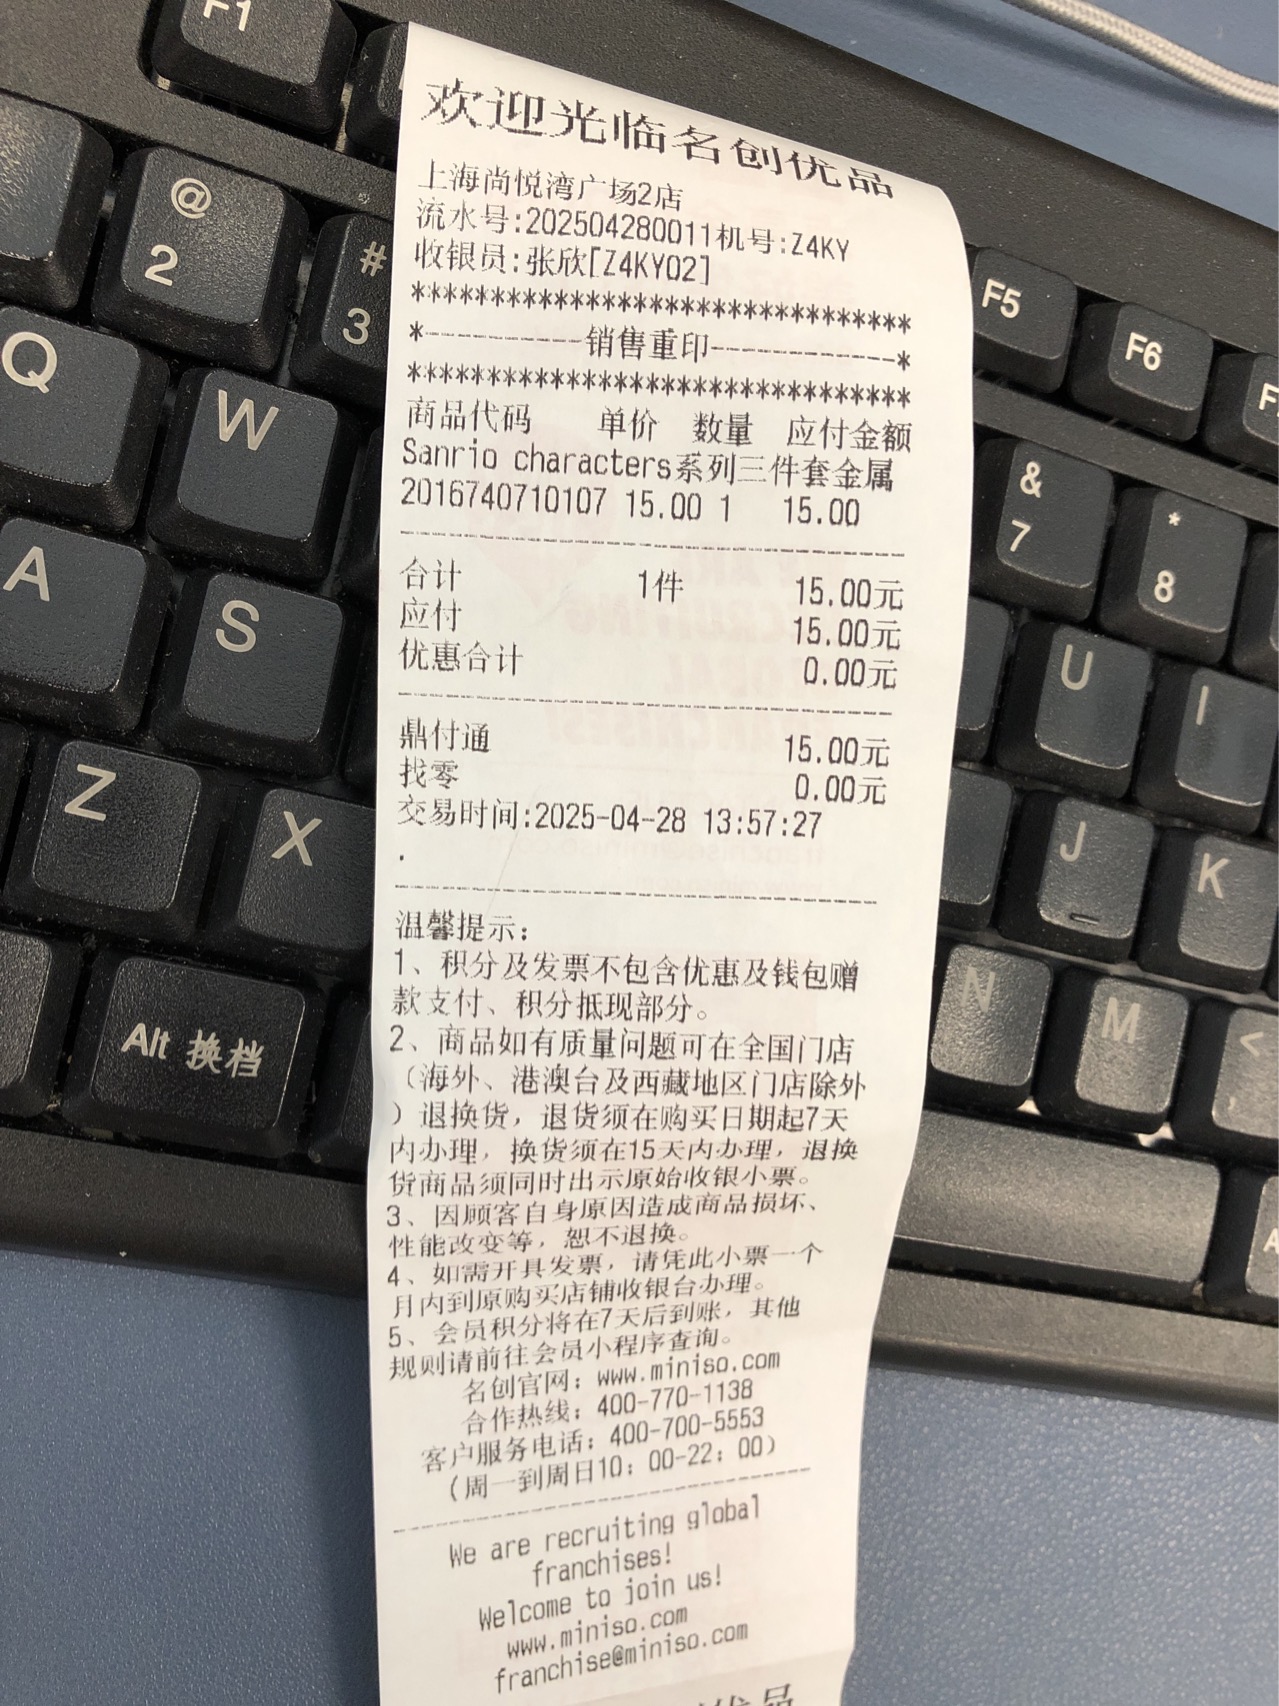 欢迎光临名创优品
上海尚悦湾广场2店
流水号:202504280011机号:Z4KY
收银员:张欣[Z4KY02]
********************************
*-----------销售重印-------------*
********************************
商品代码 单价 数量 应付金额
Sanrio characters系列三件套金属
2016740710107 15.00 1 15.00
合计 1件 15.00元
应付 15.00元
优惠合计 0.00元
鼎付通 15.00元
找零 0.00元
交易时间:2025-04-28 13:57:27
.
温馨提示:
1、积分及发票不包含优惠及钱包赠
款支付、积分抵现部分。
2、商品如有质量问题可在全国门店
(海外、港澳台及西藏地区门店除外
)退换货，退货须在购买日期起7天
内办理，换货须在15天内办理，退换
货商品须同时出示原始收银小票。
3、因顾客自身原因造成商品损坏、
性能改变等，恕不退换。
4、如需开具发票，请凭此小票一个
月内到原购买店铺收银台办理。
5、会员积分将在7天后到账，其他
规则请前往会员小程序查询。
名创官网：www.miniso.com
合作热线：400-770-1138
客户服务电话：400-700-5553
(周一到周日10：00-22：00)
We are recruiting global
franchises!
Welcome to join us!
www.miniso.com
franchise@miniso.com
优品
F1
F5
F6
@
2
#
3
&
7
*
8
Q
W
U
I
A
S
J
K
Z
X
N
M
<
Alt 换档